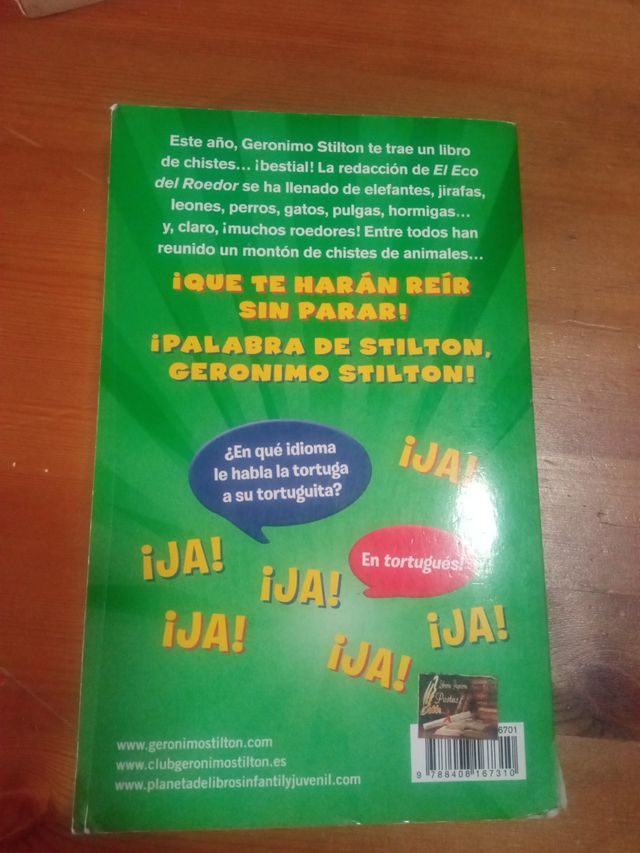 Este año, Geronimo Stilton te trae un libro
de chistes... ¡bestial! La redacción de El Eco
del Roedor se ha llenado de elefantes, jirafas,
leones, perros, gatos, pulgas, hormigas...
y, claro, ¡muchos roedores! Entre todos han
reunido un montón de chistes de animales...
¡QUE TE HARÁN REÍR
SIN PARAR!
¡PALABRA DE STILTON,
GERONIMO STILTON!
¿En qué idioma
le habla la tortuga
a su tortuguita?
¡JA!
En tortugués!
¡JA!
¡JA!
¡JA!
¡JA!
¡JA!
6701
www.geronimostilton.com
www.clubgeronimostilton.es
www.planetadelibrosinfantilyjuvenil.com
9 788408 167310